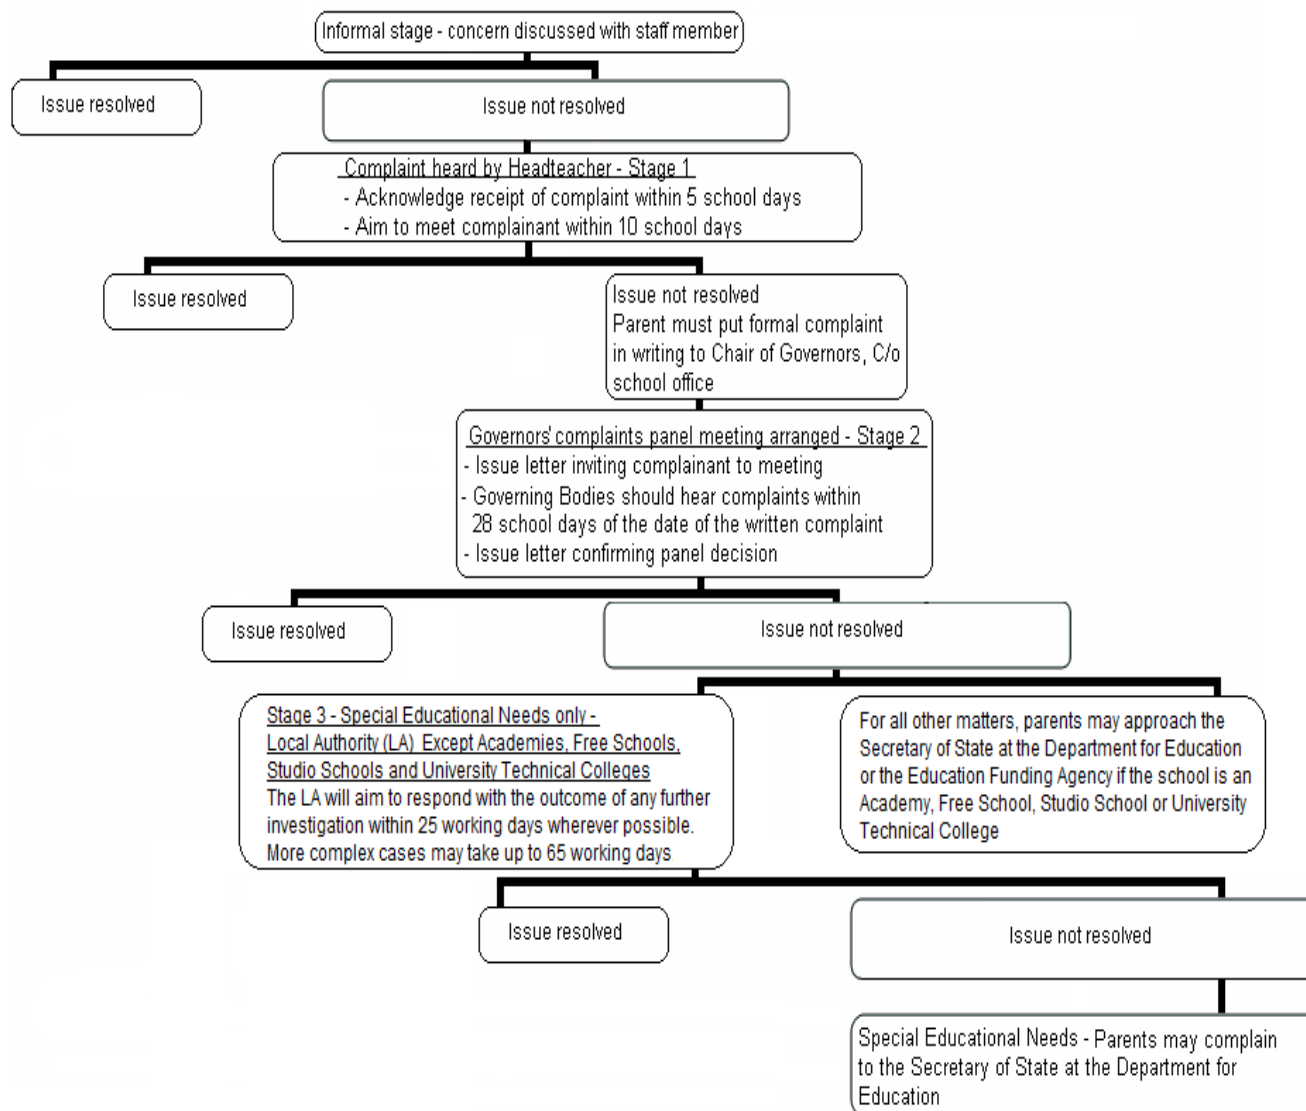 Informal stage - concern discussed with staff member
Issue resolved
Issue not resolved
Complaint heard by Headteacher - Stage 1
- Acknowledge receipt of complaint within 5 school days
- Aim to meet complainant within 10 school days
Issue resolved
Issue not resolved
Parent must put formal complaint
in writing to Chair of Governors, C/o
school office
Governors' complaints panel meeting arranged - Stage 2
- Issue letter inviting complainant to meeting
- Governing Bodies should hear complaints within
28 school days of the date of the written complaint
- Issue letter confirming panel decision
Issue resolved
Issue not resolved
Stage 3 - Special Educational Needs only -
Local Authority (LA) Except Academies, Free Schools,
Studio Schools and University Technical Colleges
The LA will aim to respond with the outcome of any further
investigation within 25 working days wherever possible.
More complex cases may take up to 65 working days
For all other matters, parents may approach the
Secretary of State at the Department for Education
or the Education Funding Agency if the school is an
Academy, Free School, Studio School or University
Technical College
Issue resolved
Issue not resolved
Special Educational Needs - Parents may complain
to the Secretary of State at the Department for
Education